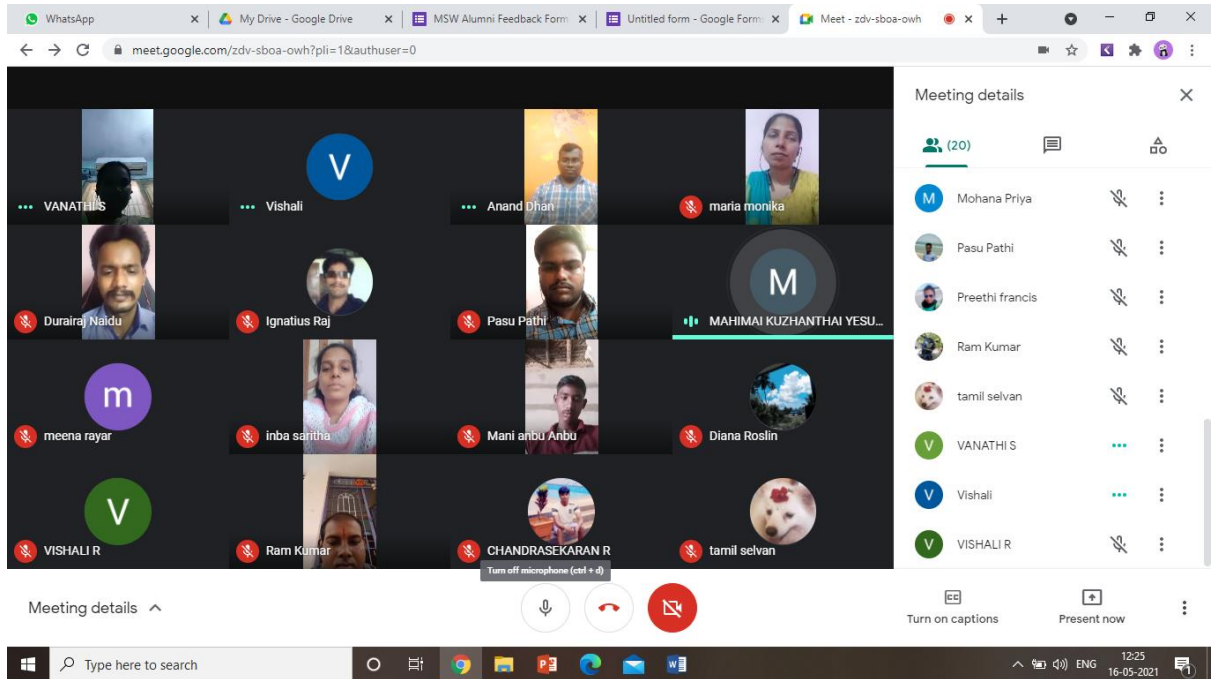 WhatsApp
My Drive - Google Drive
MSW Alumni Feedback Form
Untitled form - Google Forms
Meet - zdv-sboa-owh
meet.google.com/zdv-sboa-owh?pli=1&authuser=0
VANATHI S
V
Vishali
Anand Dhan
maria monika
Durairaj Naidu
Ignatius Raj
Pasu Pathi
M
MAHIMAI KUZHANTHAI YESU...
m
meena rayar
inba saritha
Mani anbu Anbu
Diana Roslin
V
VISHALI R
Ram Kumar
CHANDRASEKARAN R
tamil selvan
Turn off microphone (ctrl + d)
Meeting details
Meeting details
(20)
M Mohana Priya
Pasu Pathi
Preethi francis
Ram Kumar
tamil selvan
V VANATHI S
V Vishali
V VISHALI R
CC
Turn on captions
Present now
Type here to search
ENG
12:25
16-05-2021
1